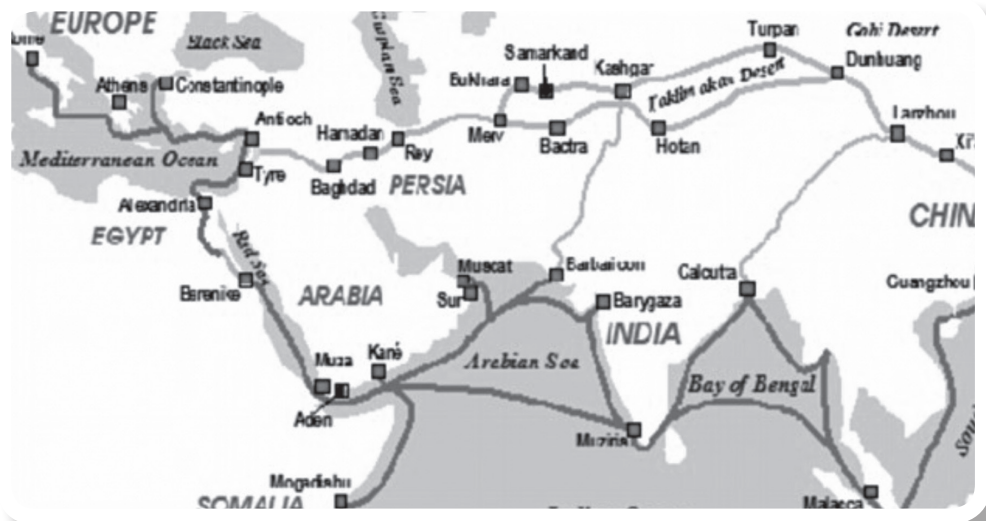 EUROPE
Black Sea
Caspian Sea
Turpan
Gobi Desert
Samarkand
Dunhuang
Athens
Constantinople
Bukhara
Kashgar
Taklimakan Desert
Antioch
Hamadan
Lanzhou
Merv
Bactra
Hotan
Rey
Mediterranean Ocean
Tyre
Baghdad
PERSIA
Alexandria
CHIN
EGYPT
Red Sea
Muscat
Barbaricon
Calcutta
Guangzhou
Berenike
ARABIA
Sur
Barygaza
INDIA
Muza
Kané
Arabian Sea
Bay of Bengal
Aden
Muziris
Mogadishu
Malacca
SOMALIA